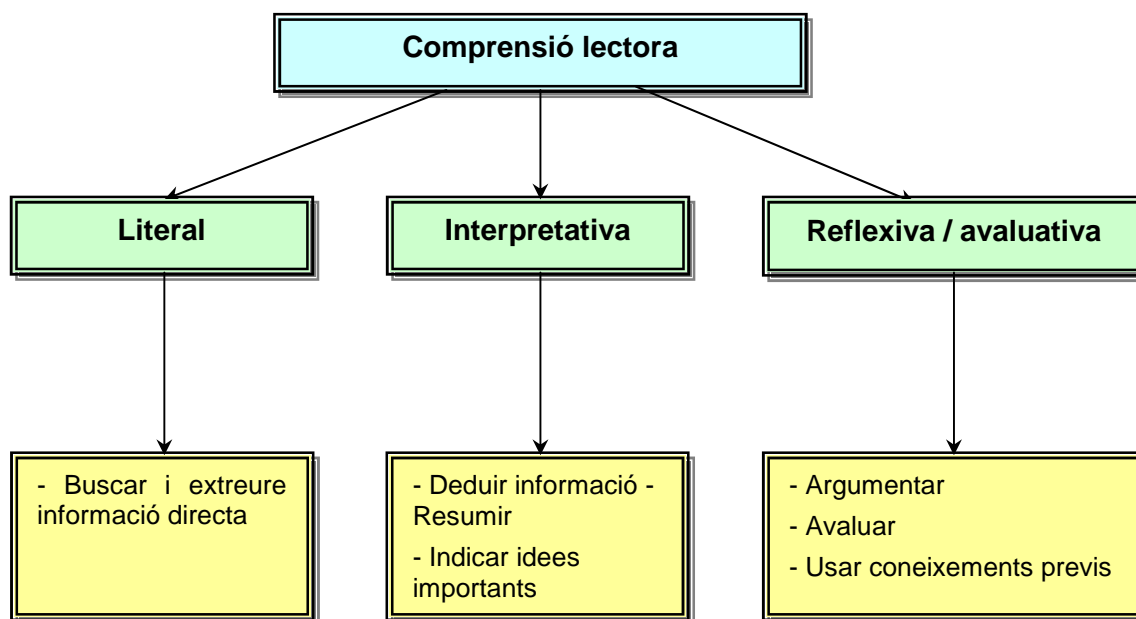 Comprensió lectora
Literal
Interpretativa
Reflexiva / avaluativa
- Buscar i extreure
informació directa
- Deduir informació -
Resumir
- Indicar idees
importants
- Argumentar
- Avaluar
- Usar coneixements previs